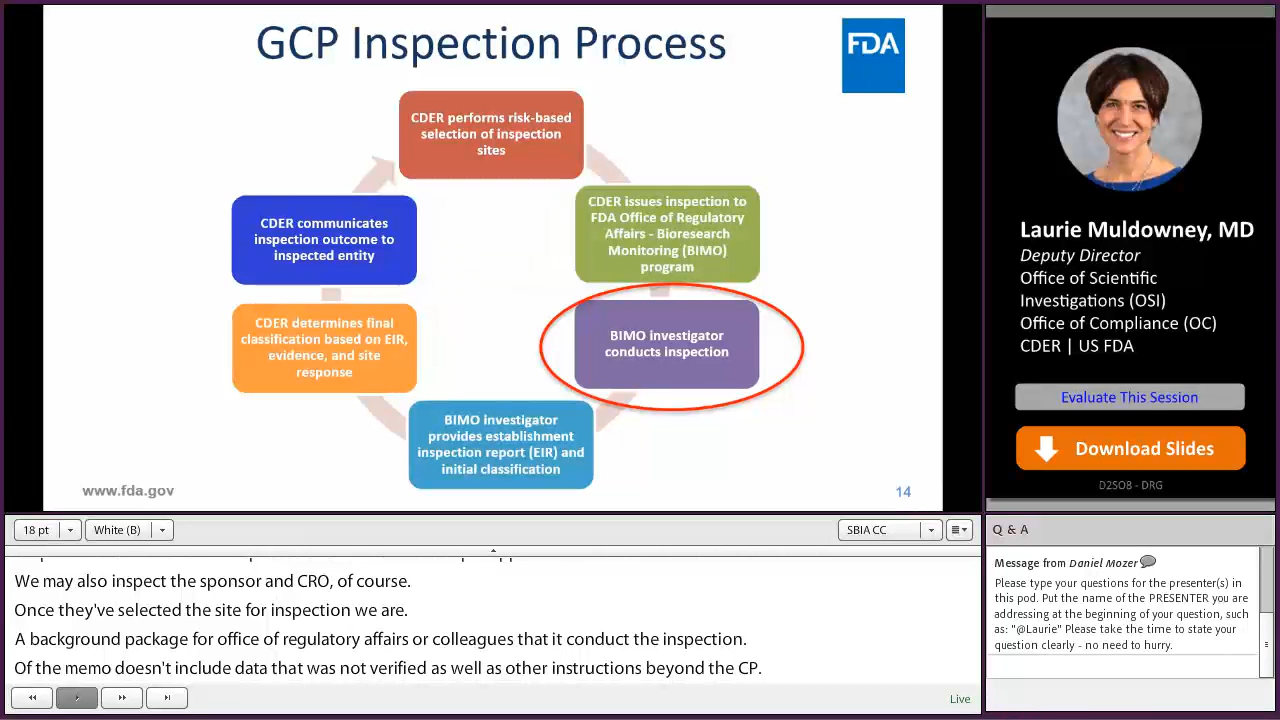 GCP Inspection Process
FDA
CDER performs risk-based
selection of inspection
sites
CDER issues inspection to
FDA Office of Regulatory
Affairs - Bioresearch
Monitoring (BIMO)
program
BIMO investigator
conducts inspection
BIMO investigator
provides establishment
inspection report (EIR) and
initial classification
CDER determines final
classification based on EIR,
evidence, and site
response
CDER communicates
inspection outcome to
inspected entity
www.fda.gov
14
Laurie Muldowney, MD
Deputy Director
Office of Scientific
Investigations (OSI)
Office of Compliance (OC)
CDER | US FDA
Evaluate This Session
Download Slides
D2SO8 - DRG
18 pt
White (B)
SBIA CC
We may also inspect the sponsor and CRO, of course.
Once they've selected the site for inspection we are.
A background package for office of regulatory affairs or colleagues that it conduct the inspection.
Of the memo doesn't include data that was not verified as well as other instructions beyond the CP.
Live
Q & A
Message from Daniel Mozer
Please type your questions for the presenter(s) in
this pod. Put the name of the PRESENTER you are
addressing at the beginning of your question, such
as: "@Laurie" Please take the time to state your
question clearly - no need to hurry.